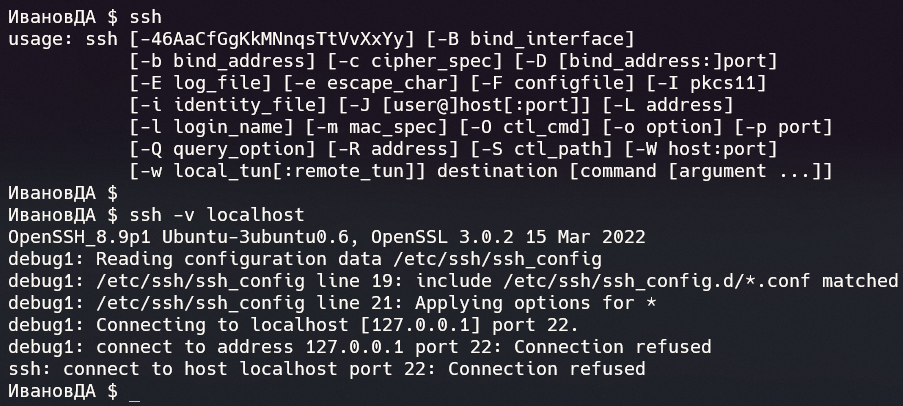 ИвановДА $ ssh
usage: ssh [-46AaCfGgKkMNnqsTtVvXxYy] [-B bind_interface]
           [-b bind_address] [-c cipher_spec] [-D [bind_address:]port]
           [-E log_file] [-e escape_char] [-F configfile] [-I pkcs11]
           [-i identity_file] [-J [user@]host[:port]] [-L address]
           [-l login_name] [-m mac_spec] [-O ctl_cmd] [-o option] [-p port]
           [-Q query_option] [-R address] [-S ctl_path] [-W host:port]
           [-w local_tun[:remote_tun]] destination [command [argument ...]]
ИвановДА $
ИвановДА $ ssh -v localhost
OpenSSH_8.9p1 Ubuntu-3ubuntu0.6, OpenSSL 3.0.2 15 Mar 2022
debug1: Reading configuration data /etc/ssh/ssh_config
debug1: /etc/ssh/ssh_config line 19: include /etc/ssh/ssh_config.d/*.conf matched
debug1: /etc/ssh/ssh_config line 21: Applying options for *
debug1: Connecting to localhost [127.0.0.1] port 22.
debug1: connect to address 127.0.0.1 port 22: Connection refused
ssh: connect to host localhost port 22: Connection refused
ИвановДА $ _